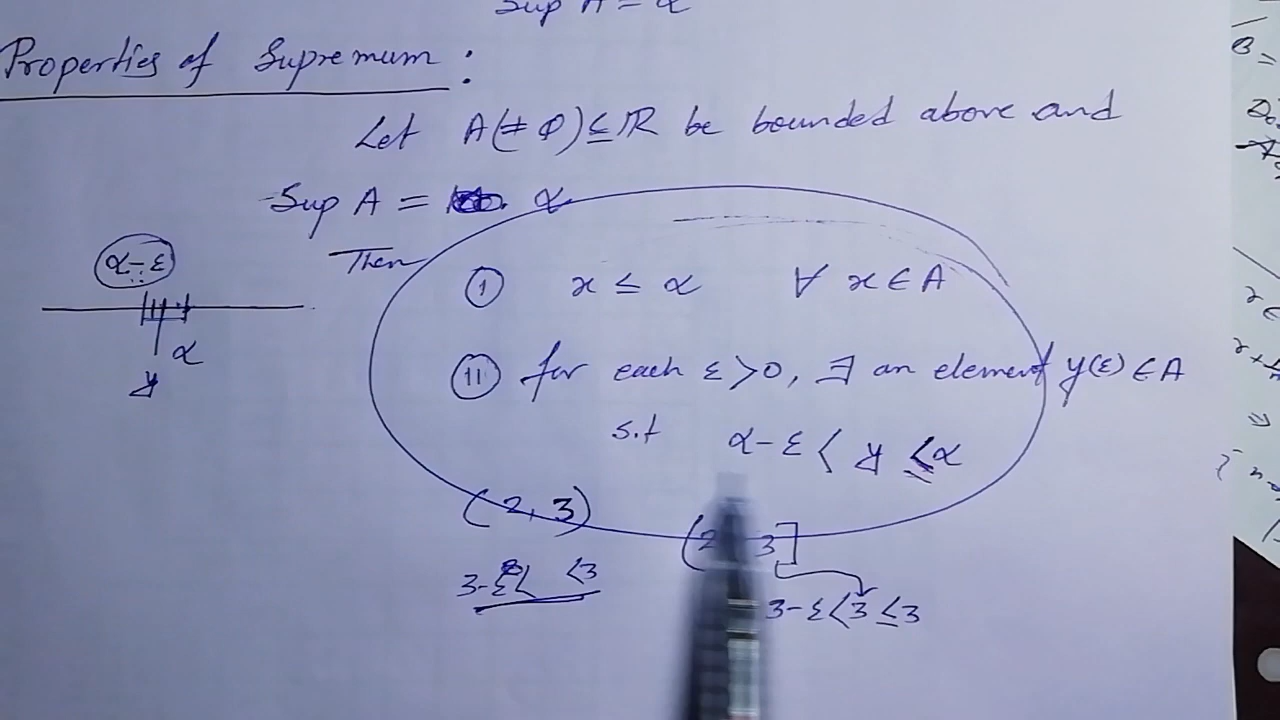 Sup A = α
Properties of Supremum :
Let A(≠ φ) ⊆ ℝ be bounded above and
Sup A = α
Then
α-ε
α
y
① x ≤ α ∀ x ∈ A
⑪ for each ε > 0, ∃ an element y(ε) ∈ A
s.t α-ε < y ≤ α
(2, 3)
(2 3]
3-ε < <3
3-ε < 3 ≤ 3